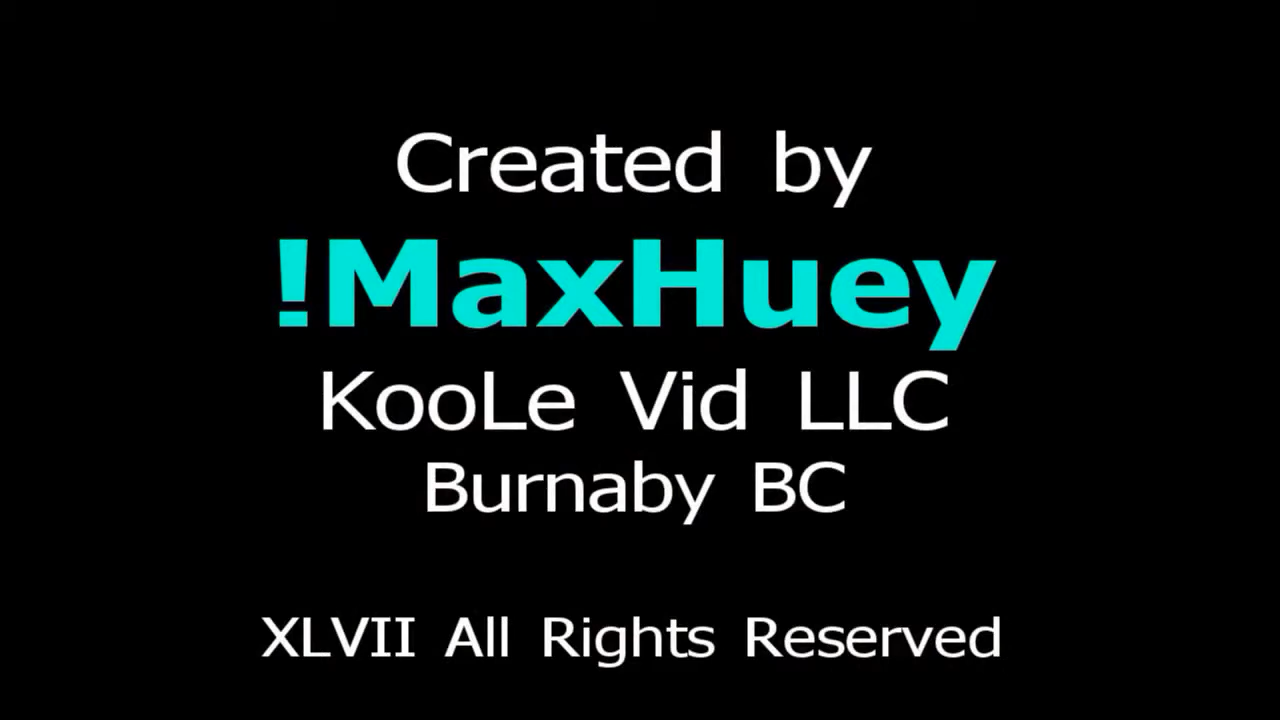 Created by
!MaxHuey
KooLe Vid LLC
Burnaby BC
XLVII All Rights Reserved